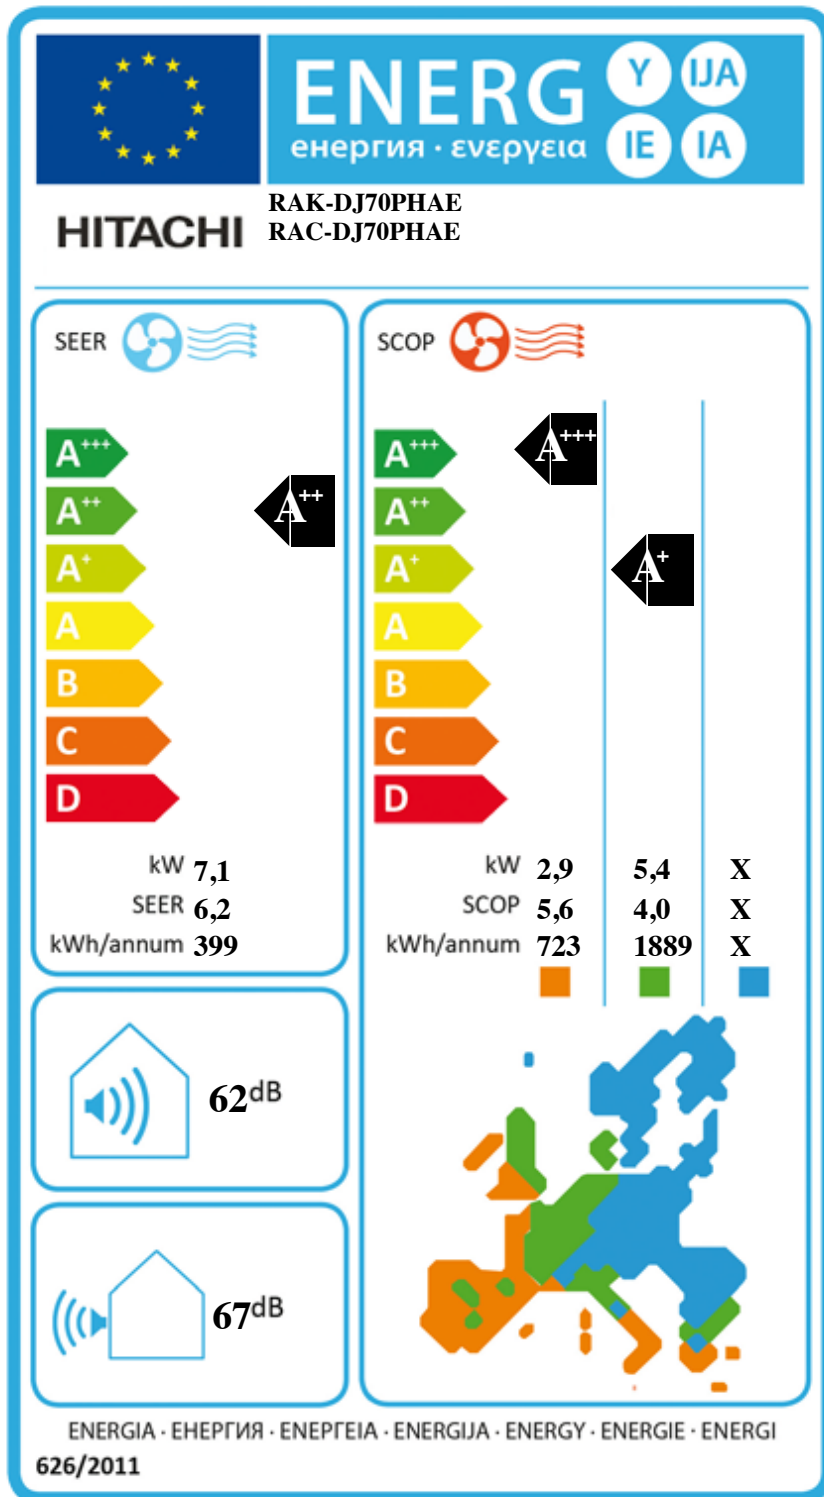 ENERG
Y IJA
IE IA
енергия · ενεργεια
HITACHI
RAK-DJ70PHAE
RAC-DJ70PHAE
SEER
A+++
A++
A+
A
B
C
D
A++
kW 7,1
SEER 6,2
kWh/annum 399
SCOP
A+++
A++
A+
A
B
C
D
A+++
A+
kW 2,9 5,4 X
SCOP 5,6 4,0 X
kWh/annum 723 1889 X
62dB
67dB
ENERGIA · ЕНЕРГИЯ · ΕΝΕΡΓΕΙΑ · ENERGIJA · ENERGY · ENERGIE · ENERGI
626/2011